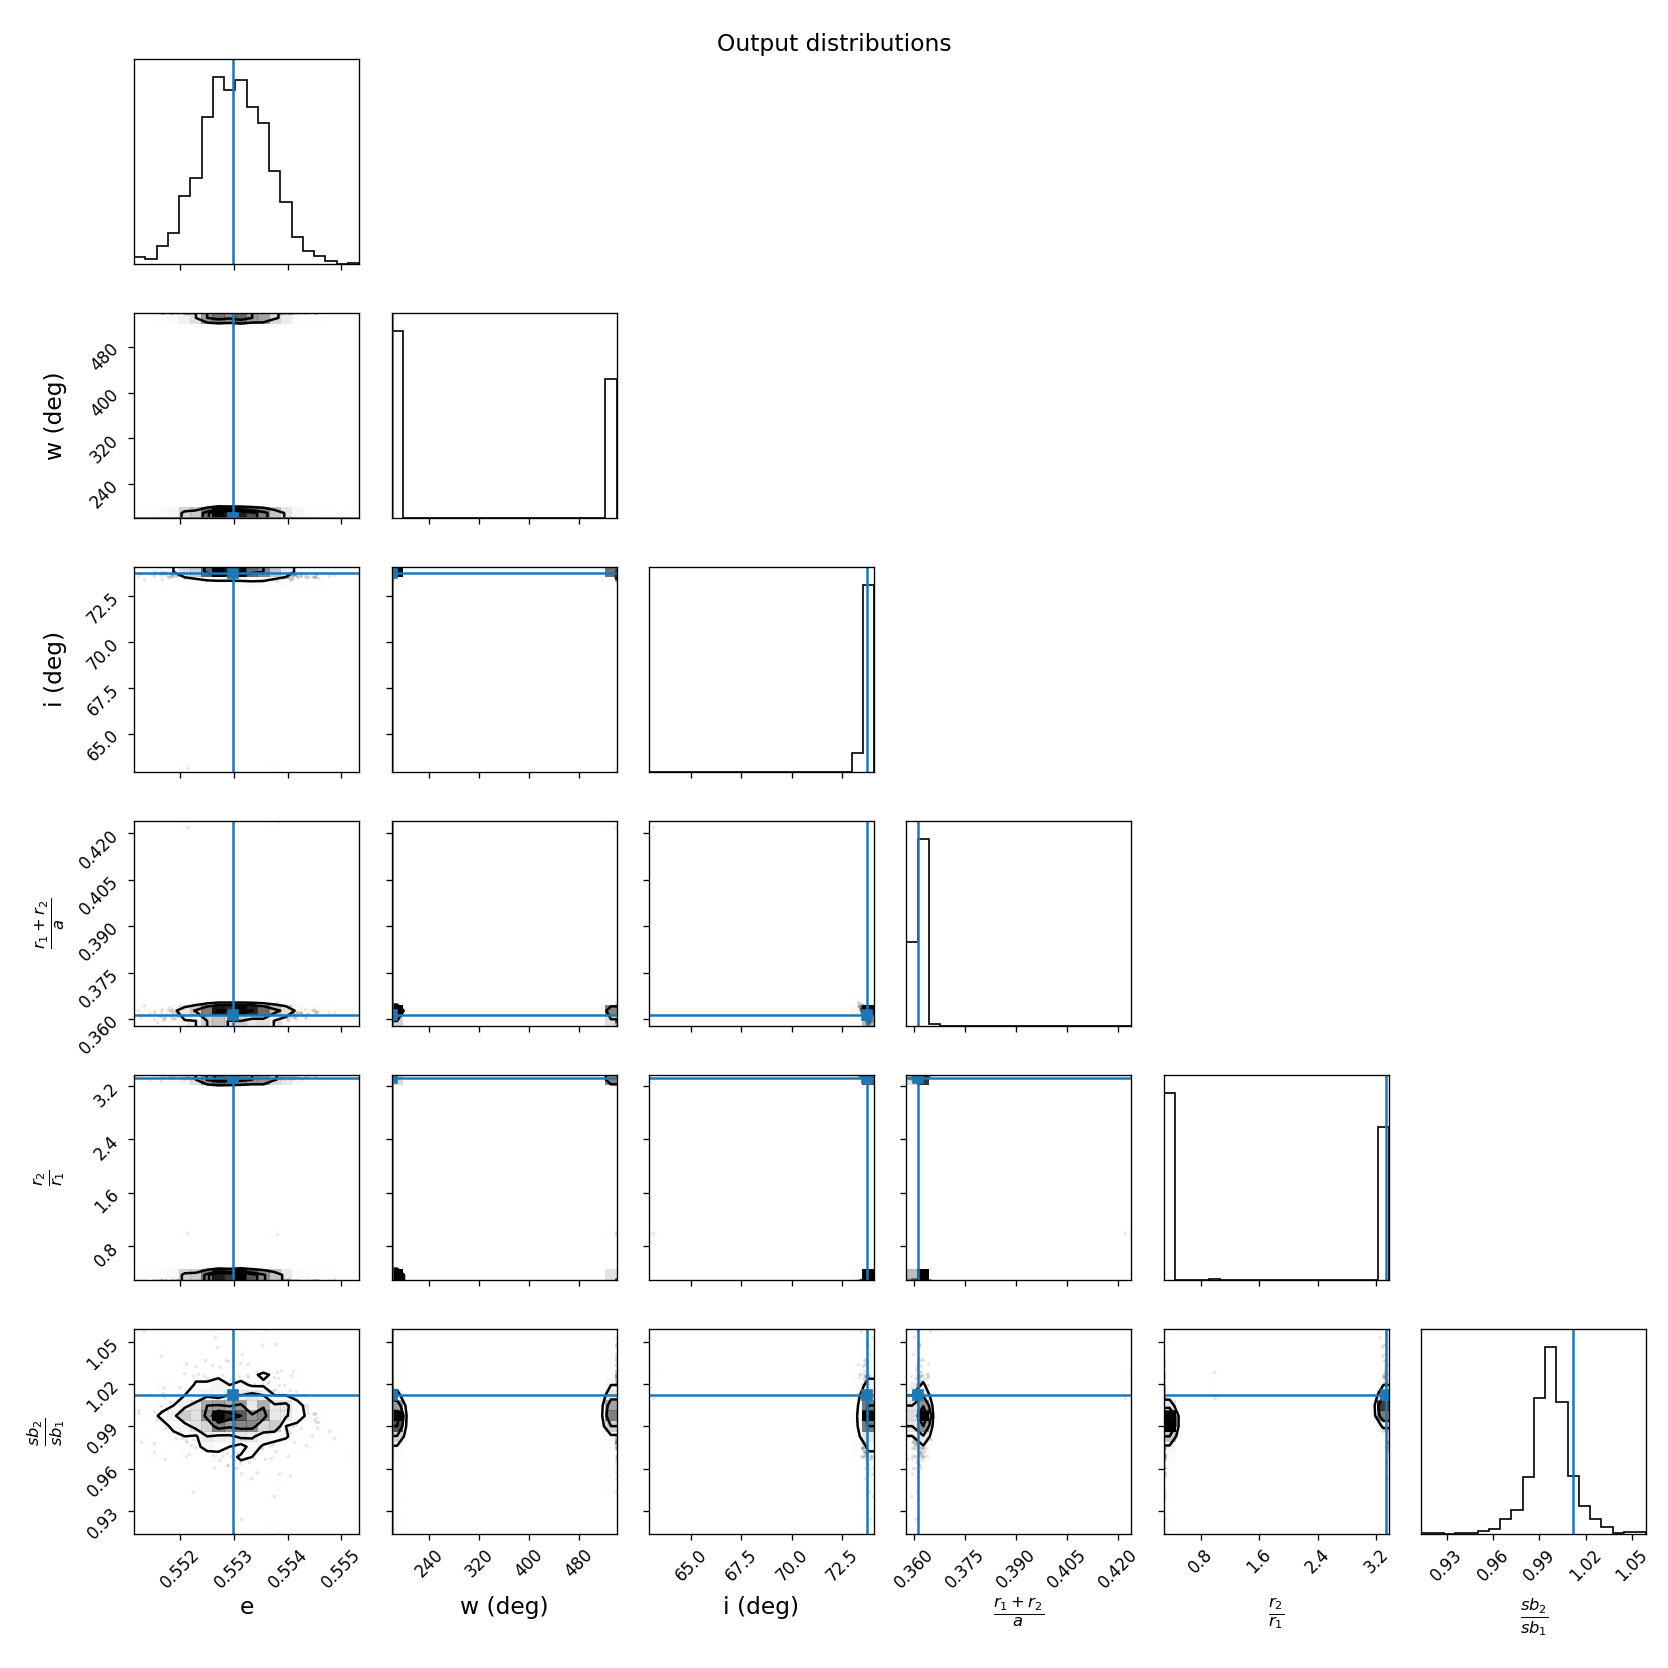 Output distributions
w (deg)
480
400
320
240
i (deg)
72.5
70.0
67.5
65.0
r₁ + r₂
a
0.420
0.405
0.390
0.375
0.360
r₂
r₁
3.2
2.4
1.6
0.8
sb₂
sb₁
1.05
1.02
0.99
0.96
0.93
0.552 0.553 0.554 0.555 240 320 400 480 65.0 67.5 70.0 72.5 0.360 0.375 0.390 0.405 0.420 0.8 1.6 2.4 3.2 0.93 0.96 0.99 1.02 1.05
e w (deg) i (deg) r₁ + r₂ r₂ sb₂
a r₁ sb₁